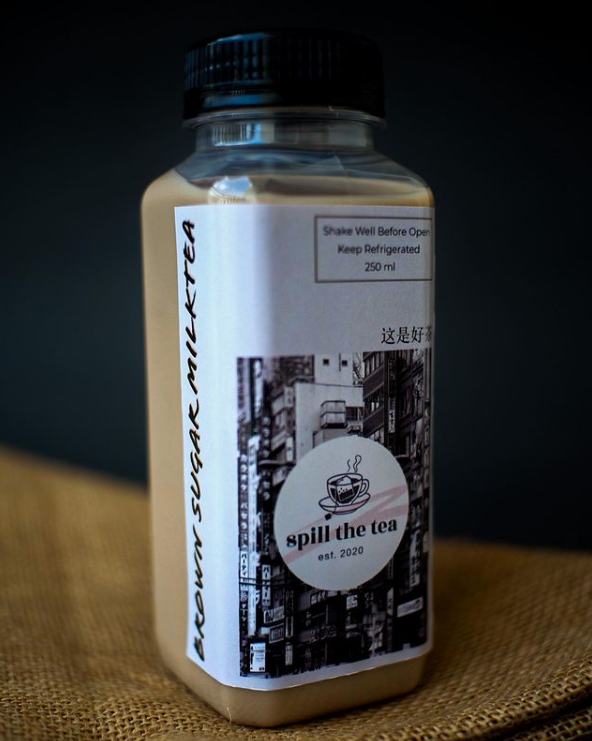 BROWN SUGAR MILKTEA
Shake Well Before Open
Keep Refrigerated
250 ml
这是好茶
spill the tea
est. 2020